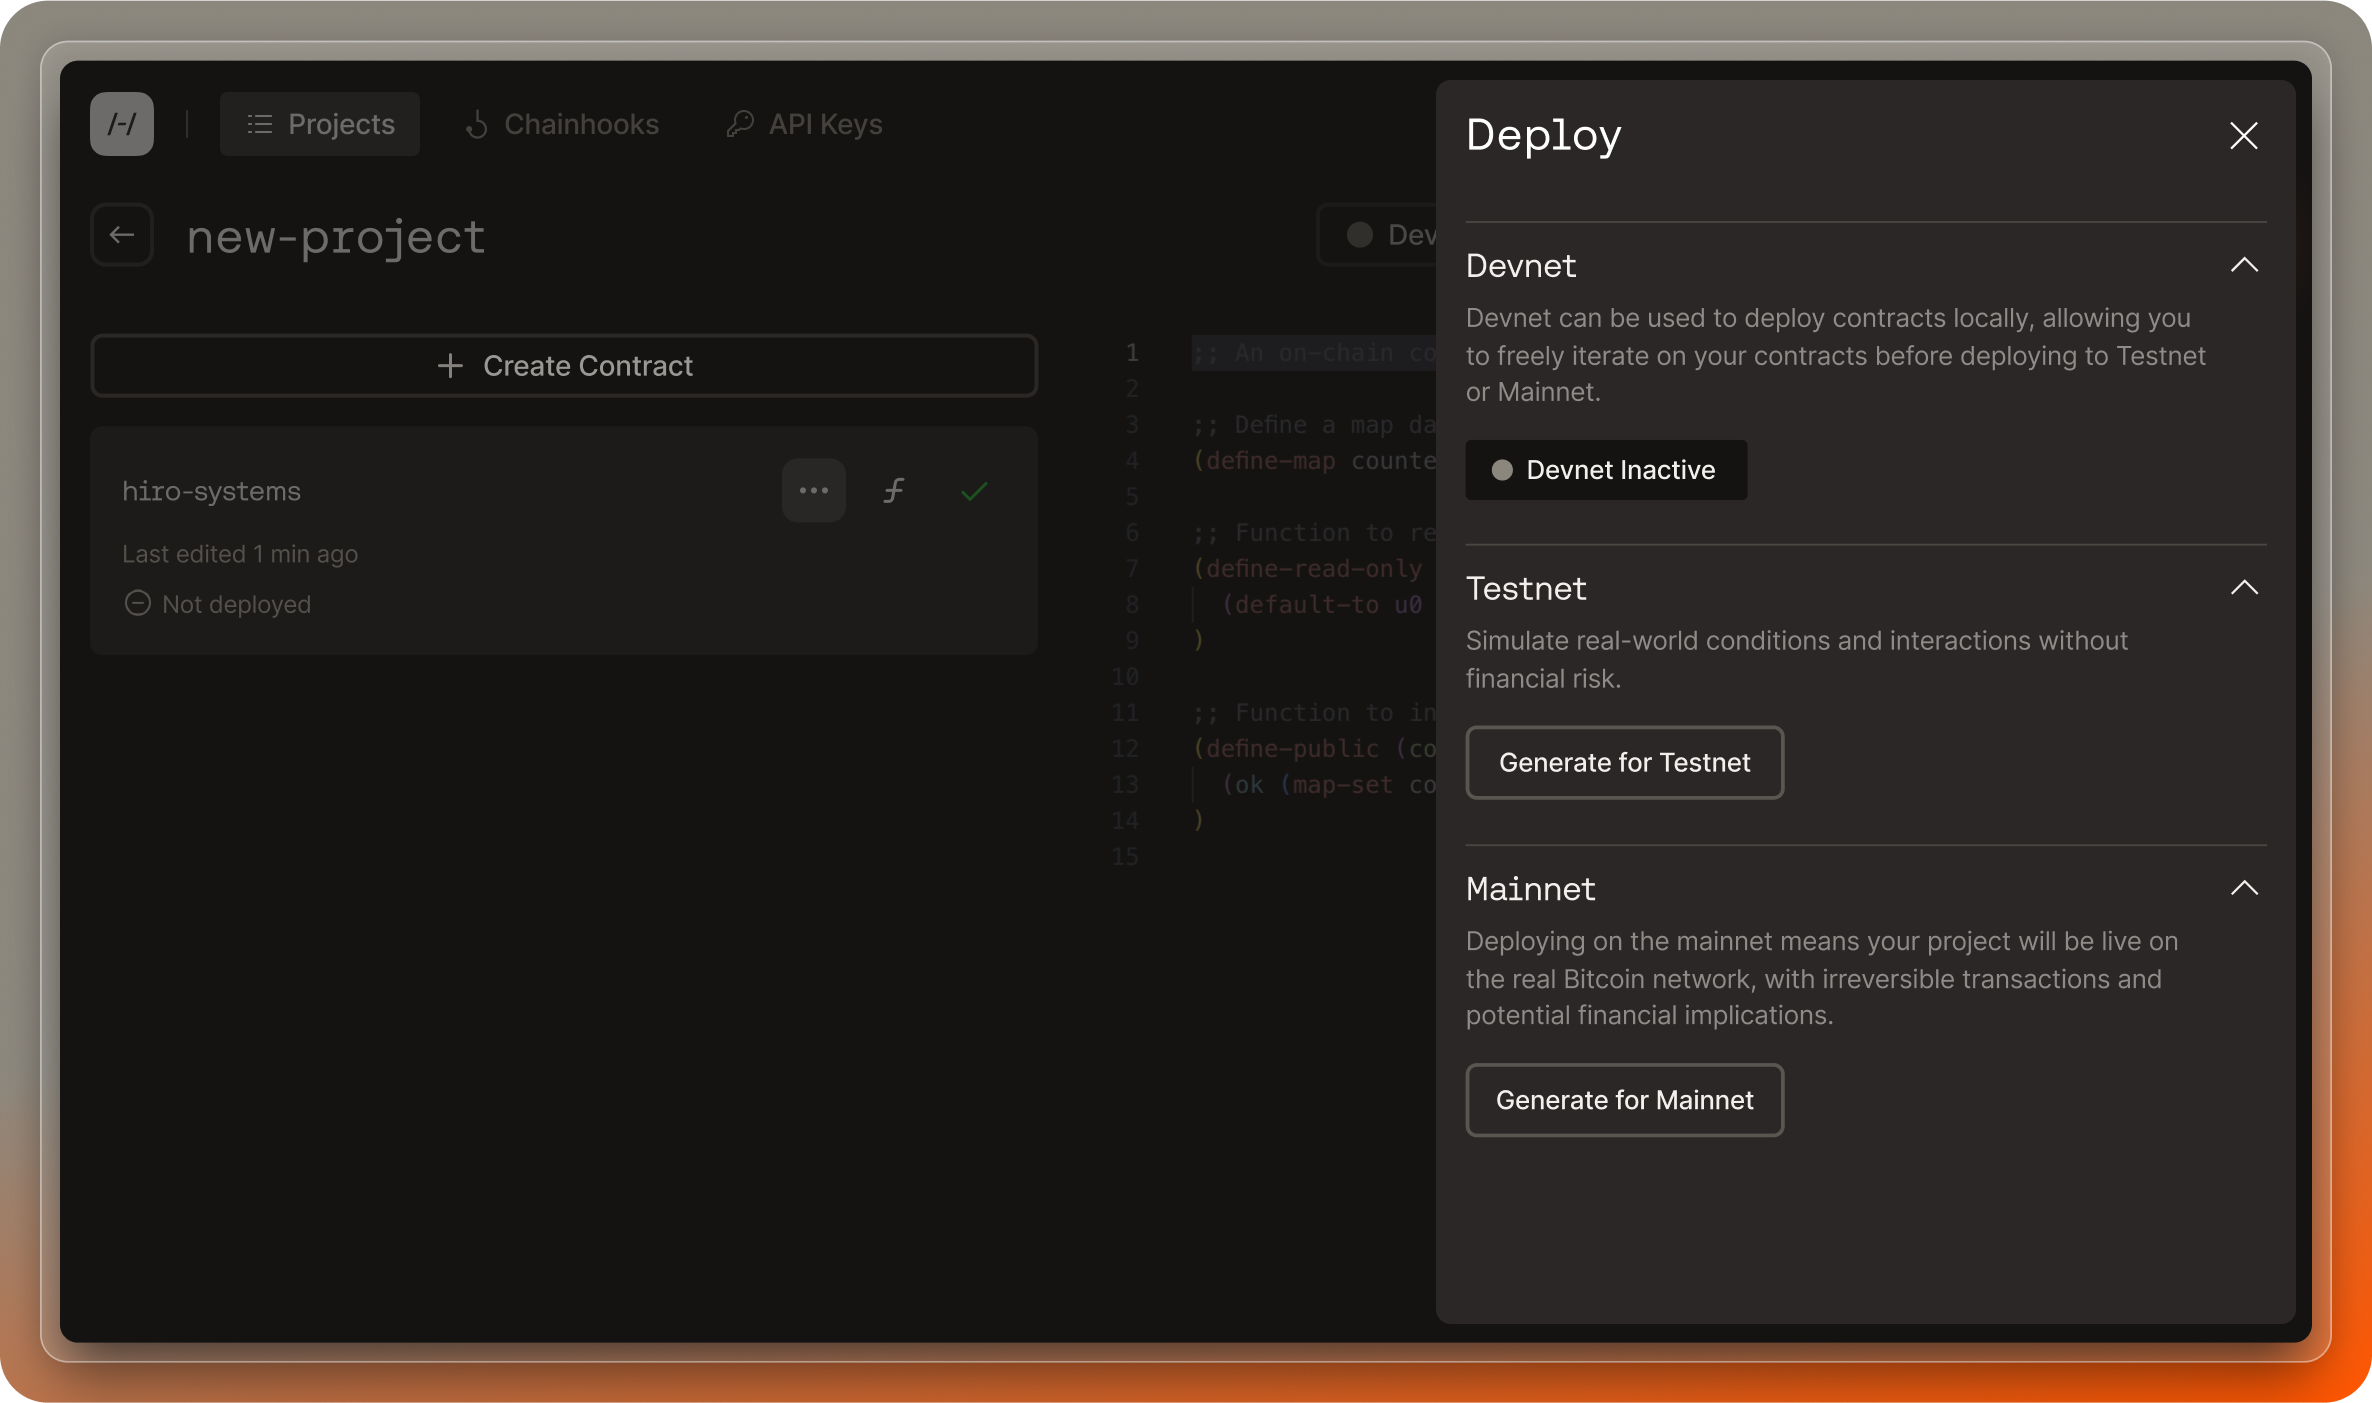 /-/
Projects
Chainhooks
API Keys
new-project
Dev
Create Contract
hiro-systems
Last edited 1 min ago
Not deployed
1 ;; An on-chain co
2
3 ;; Define a map da
4 (define-map counte
5
6 ;; Function to re
7 (define-read-only
8 (default-to u0
9 )
10
11 ;; Function to in
12 (define-public (co
13 (ok (map-set co
14 )
15
Deploy
Devnet
Devnet can be used to deploy contracts locally, allowing you
to freely iterate on your contracts before deploying to Testnet
or Mainnet.
Devnet Inactive
Testnet
Simulate real-world conditions and interactions without
financial risk.
Generate for Testnet
Mainnet
Deploying on the mainnet means your project will be live on
the real Bitcoin network, with irreversible transactions and
potential financial implications.
Generate for Mainnet